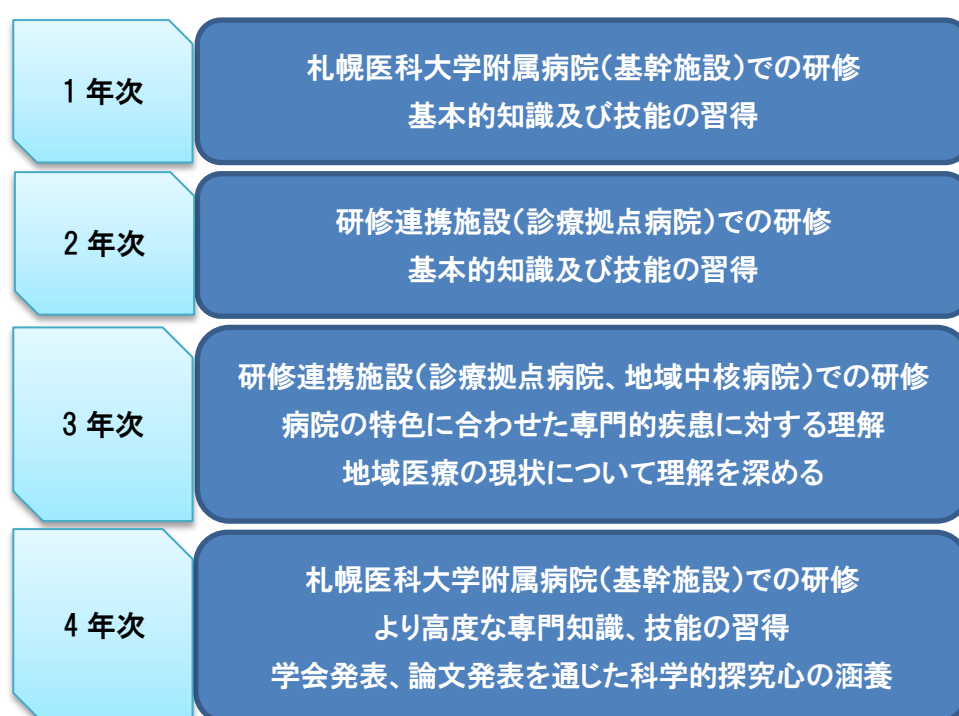 1 年次
札幌医科大学附属病院（基幹施設）での研修
基本的知識及び技能の習得
2 年次
研修連携施設（診療拠点病院）での研修
基本的知識及び技能の習得
3 年次
研修連携施設（診療拠点病院、地域中核病院）での研修
病院の特色に合わせた専門的疾患に対する理解
地域医療の現状について理解を深める
4 年次
札幌医科大学附属病院（基幹施設）での研修
より高度な専門知識、技能の習得
学会発表、論文発表を通じた科学的探究心の涵養